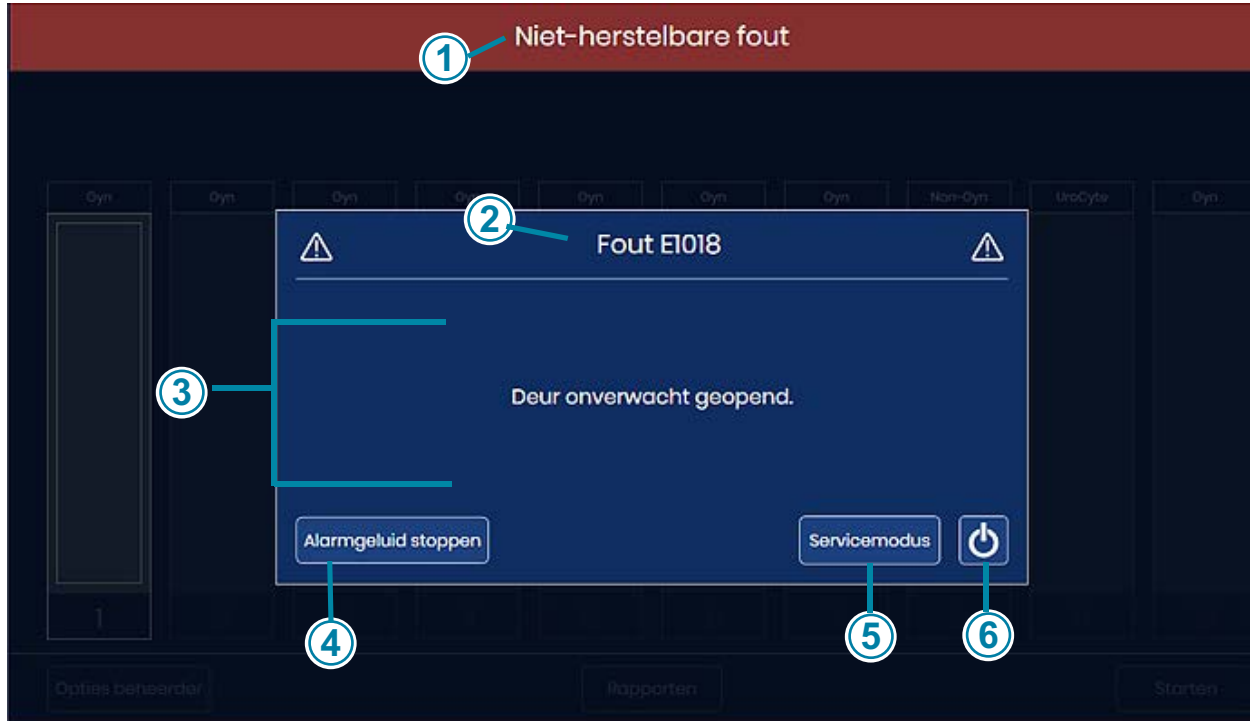 Niet-herstelbare fout
1
Gyn Gyn Gyn Gyn Gyn Gyn Gyn Non-Gyn UroCyte Gyn
2
Fout E1018
3
Deur onverwacht geopend.
Alarmgeluid stoppen Servicemodus
1
4 5 6
Opties beheerder Rapporten Starten